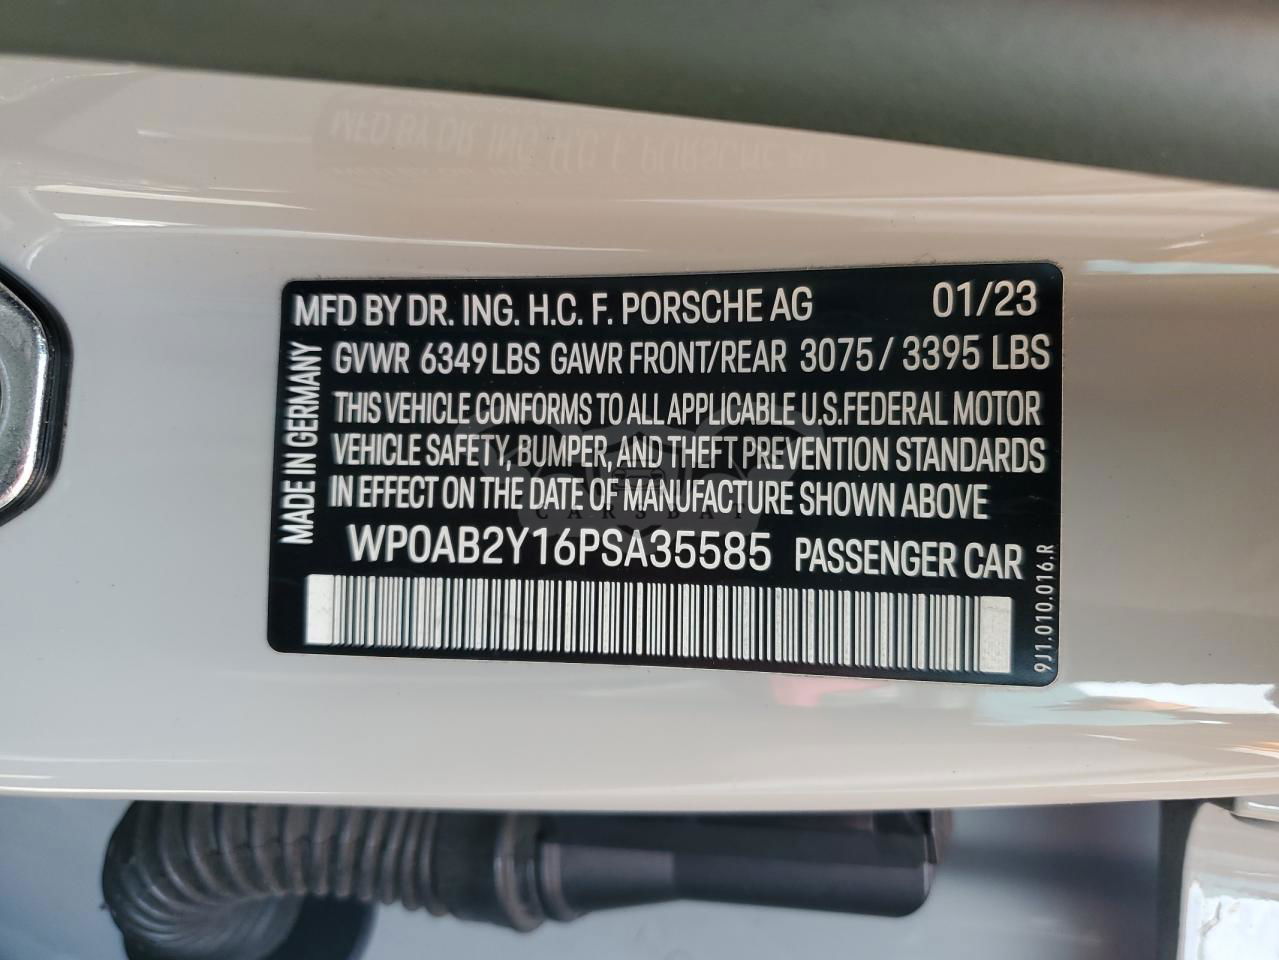 MFD BY DR. ING. H.C. F. PORSCHE AG 01/23
GVWR 6349LBS GAWR FRONT/REAR 3075/3395 LBS
THIS VEHICLE CONFORMS TO ALL APPLICABLE U.S.FEDERAL MOTOR
VEHICLE SAFETY, BUMPER, AND THEFT PREVENTION STANDARDS
IN EFFECT ON THE DATE OF MANUFACTURE SHOWN ABOVE
WP0AB2Y16PSA35585 PASSENGER CAR
MADE IN GERMANY
9J1.010.016.R
CARSDAT